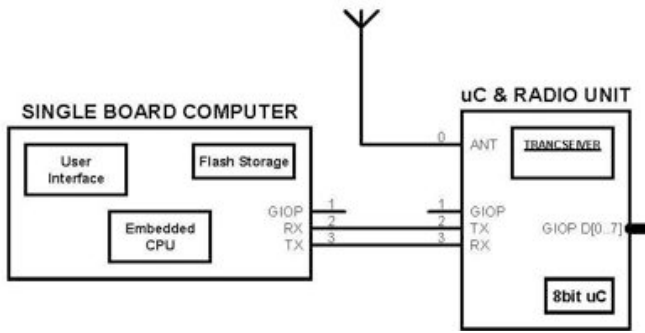 SINGLE BOARD COMPUTER
User
Interface
Flash Storage
Embedded
CPU
GIOP
RX
TX
1
2
3
uC & RADIO UNIT
0
ANT
TRANCSEIVER
1
2
3
GIOP
TX
RX
GIOP D[0..7]
8bit uC